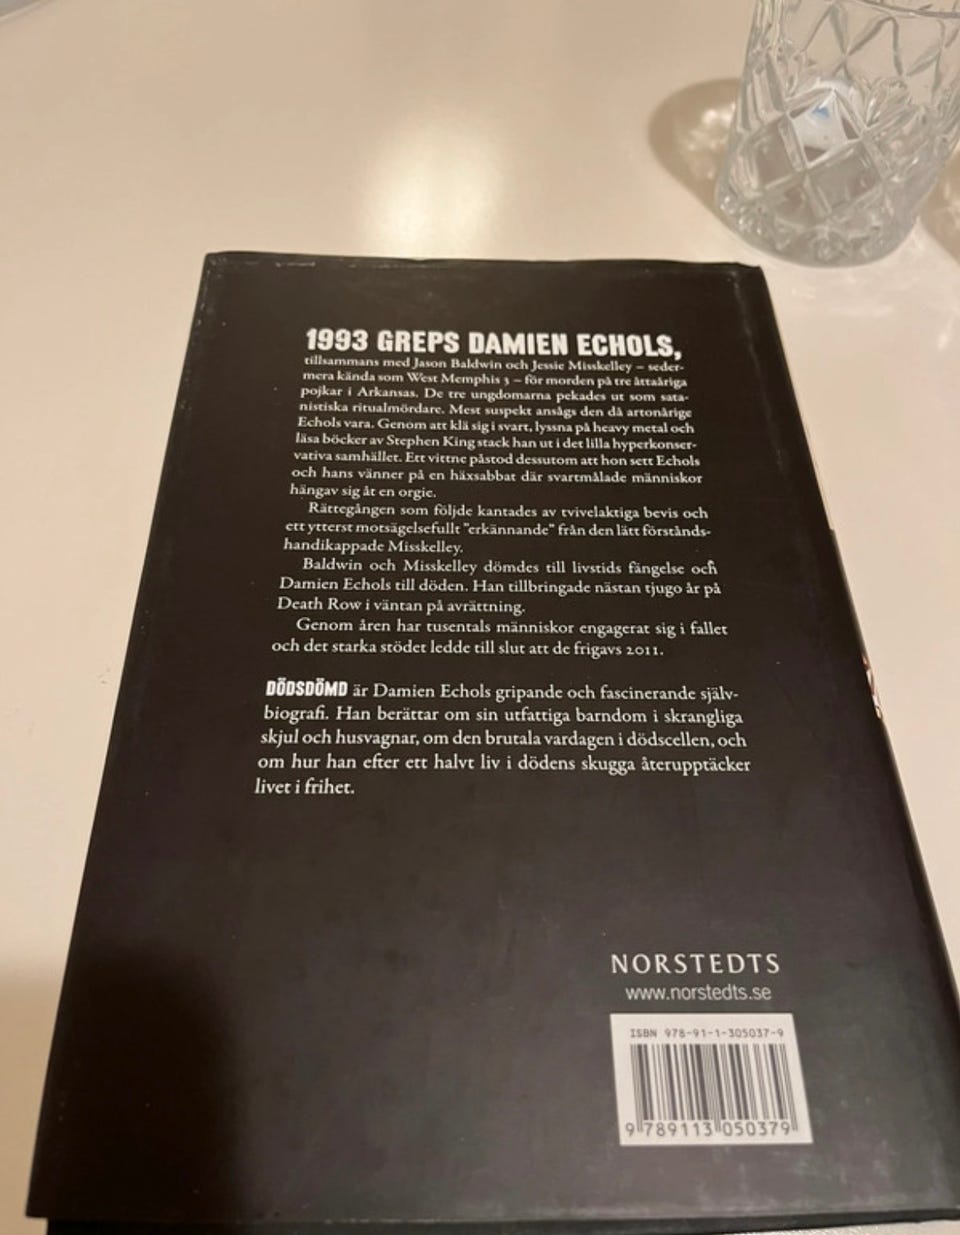 1993 GREPS DAMIEN ECHOLS,
tillsammans med Jason Baldwin och Jessie Misskelley – seder-
mera kända som West Memphis 3 – för morden på tre åttaåriga
pojkar i Arkansas. De tre ungdomarna pekades ut som sata-
nistiska ritualmördare. Mest suspekt ansågs den då artonårige
Echols vara. Genom att klä sig i svart, lyssna på heavy metal och
läsa böcker av Stephen King stack han ut i det lilla hyperkonser-
vativa samhället. Ett vittne påstod dessutom att hon sett Echols
och hans vänner på en häxsabbat där svartmålade människor
hängav sig åt en orgie.
Rättegången som följde kantades av tvivelaktiga bevis och
ett ytterst motsägelsefullt "erkännande" från den lätt förstånds-
handikappade Misskelley.
Baldwin och Misskelley dömdes till livstids fängelse och
Damien Echols till döden. Han tillbringade nästan tjugo år på
Death Row i väntan på avrättning.
Genom åren har tusentals människor engagerat sig i fallet
och det starka stödet ledde till slut att de frigavs 2011.
DÖDSDÖMD är Damien Echols gripande och fascinerande själv-
biografi. Han berättar om sin utfattiga barndom i skrangliga
skjul och husvagnar, om den brutala vardagen i dödscellen, och
om hur han efter ett halvt liv i dödens skugga återupptäcker
livet i frihet.
NORSTEDTS
www.norstedts.se
ISBN 978-91-1-305037-9
9 789113 050379